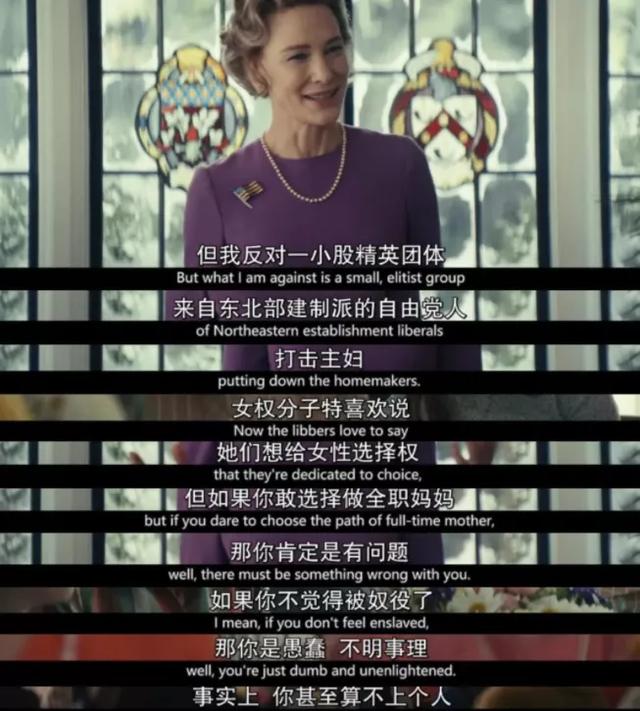 但我反对一小股精英团体
But what I am against is a small, elitist group
来自东北部建制派的自由党人
of Northeastern establishment liberals
打击主妇
putting down the homemakers.
女权分子特喜欢说
Now the libbers love to say
她们想给女性选择权
that they're dedicated to choice,
但如果你敢选择做全职妈妈
but if you dare to choose the path of full-time mother,
那你肯定是有问题
well, there must be something wrong with you.
如果你不觉得被奴役了
I mean, if you don't feel enslaved,
那你是愚蠢 不明事理
well, you're just dumb and unenlightened.
事实上 你甚至算不上个人